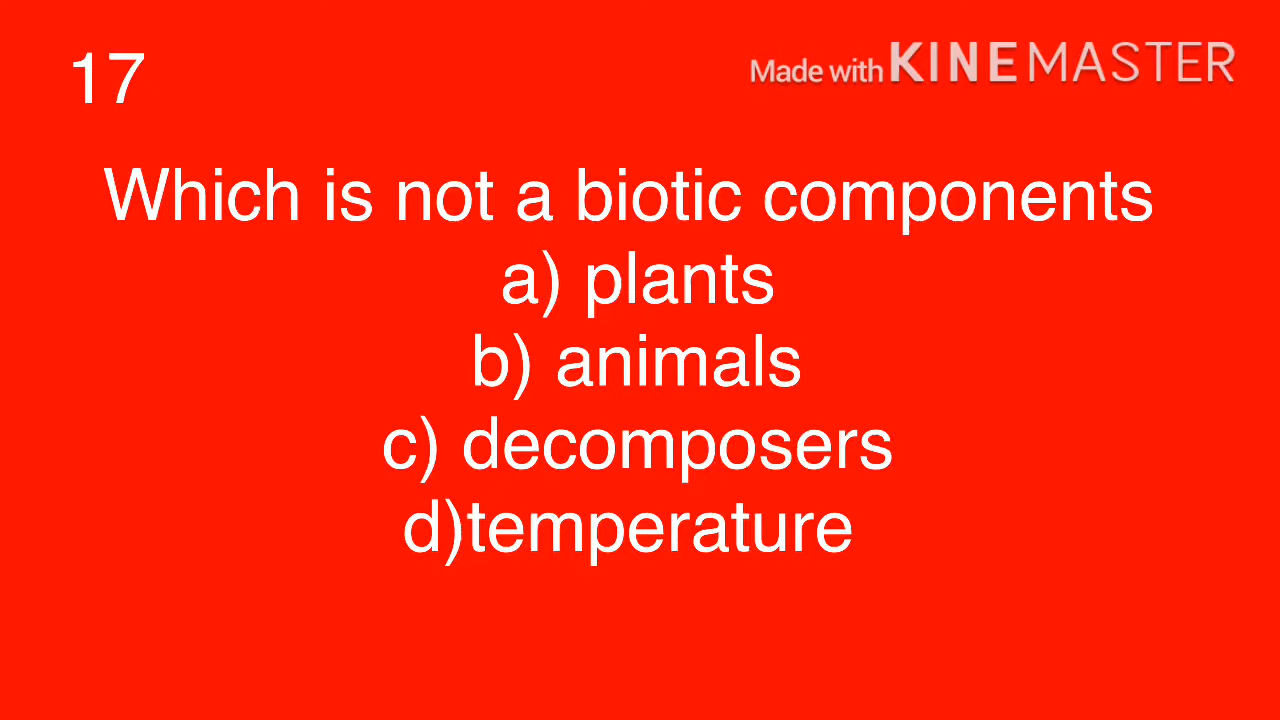 17
Made with KINEMASTER
Which is not a biotic components
a) plants
b) animals
c) decomposers
d)temperature